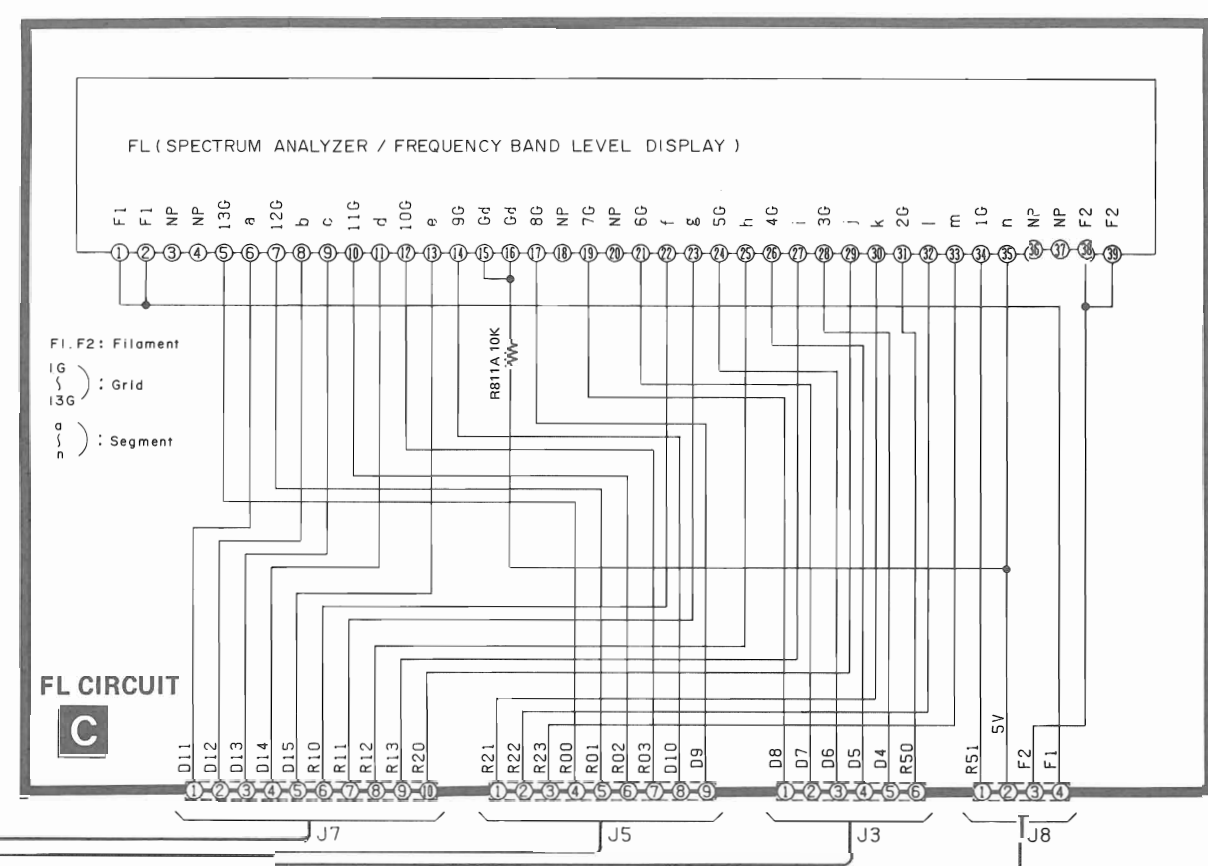 FL ( SPECTRUM ANALYZER / FREQUENCY BAND LEVEL DISPLAY )
F1 F1 NP NP 13G a 12G b c 11G d 10G e 9G Gd Gd 8G NP 7G NP 6G f g 5G h 4G i 3G j k 2G l m 1G n NP NP F2 F2
1 2 3 4 5 6 7 8 9 10 11 12 13 14 15 16 17 18 19 20 21 22 23 24 25 26 27 28 29 30 31 32 33 34 35 36 37 38 39
F1. F2: Filament
1G
~ : Grid
13G
a
~ : Segment
n
R811A 10K
FL CIRCUIT
C
D11 D12 D13 D14 D15 R10 R11 R12 R13 R20
R21 R22 R23 R00 R01 R02 R03 D10 D9
D8 D7 D6 D5 D4 R50
R51 5V F2 F1
1 2 3 4 5 6 7 8 9 10
1 2 3 4 5 6 7 8 9
1 2 3 4 5 6
1 2 3 4
J7
J5
J3
J8